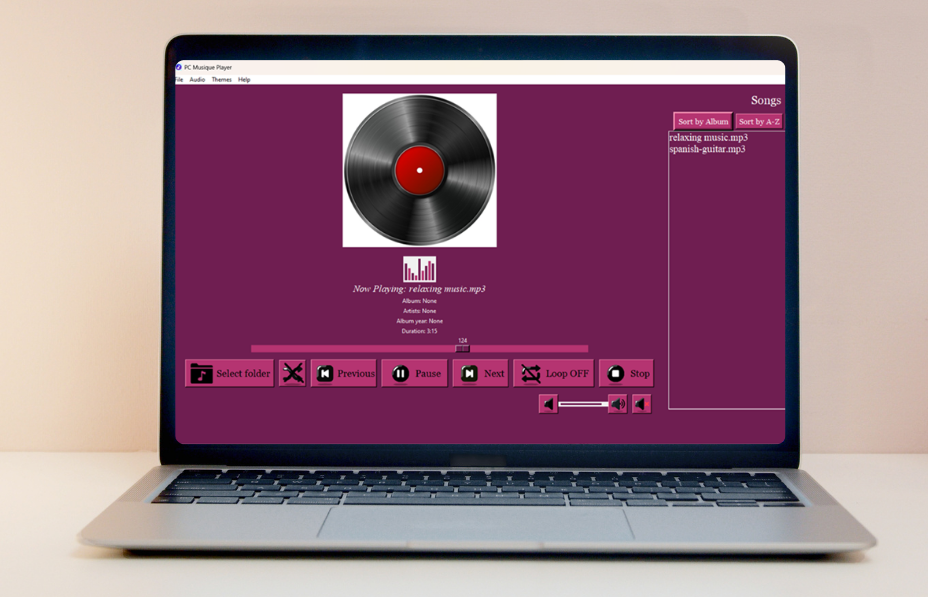 PC Musique Player
File Audio Themes Help
Songs
Sort by Album Sort by A-Z
relaxing music.mp3
spanish-guitar.mp3
Now Playing: relaxing music.mp3
Album: None
Artists: None
Album year: None
Duration: 3:15
124
Select folder Previous Pause Next Loop OFF Stop